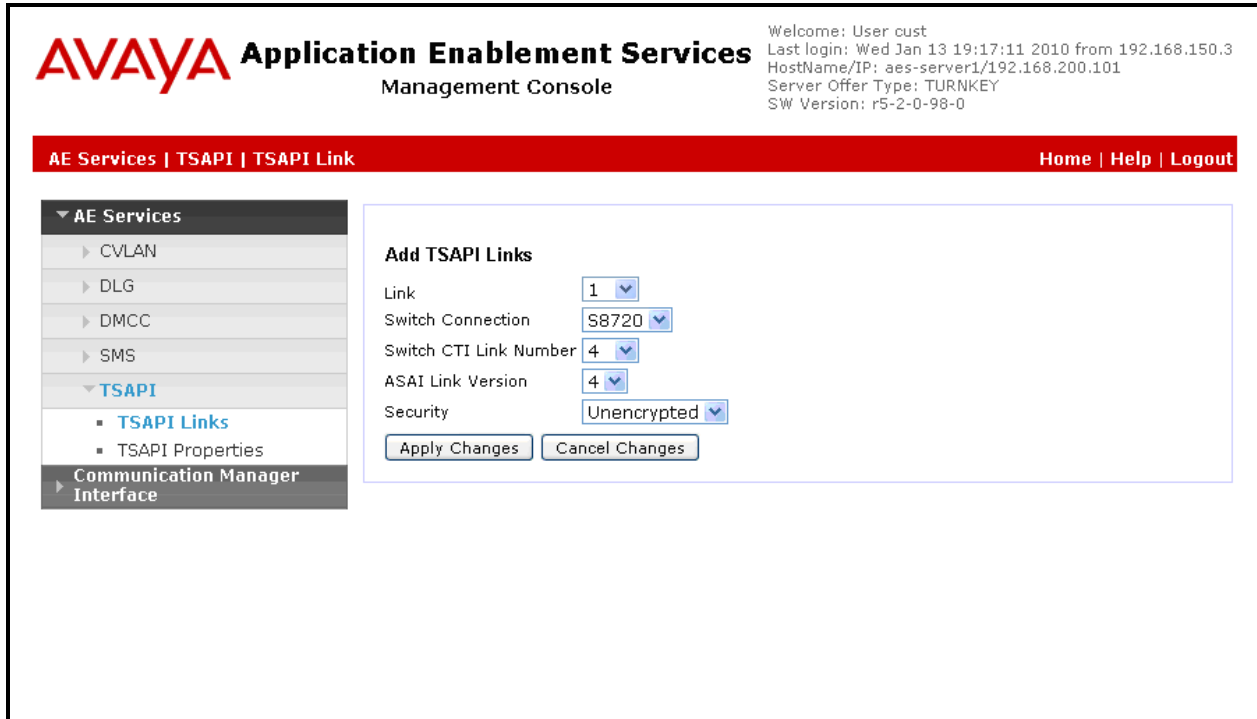 AVAYA Application Enablement Services
Management Console
Welcome: User cust
Last login: Wed Jan 13 19:17:11 2010 from 192.168.150.3
HostName/IP: aes-server1/192.168.200.101
Server Offer Type: TURNKEY
SW Version: r5-2-0-98-0
AE Services | TSAPI | TSAPI Link
Home | Help | Logout
AE Services
CVLAN
DLG
DMCC
SMS
TSAPI
TSAPI Links
TSAPI Properties
Communication Manager
Interface
Add TSAPI Links
Link 1
Switch Connection S8720
Switch CTI Link Number 4
ASAI Link Version 4
Security Unencrypted
Apply Changes Cancel Changes